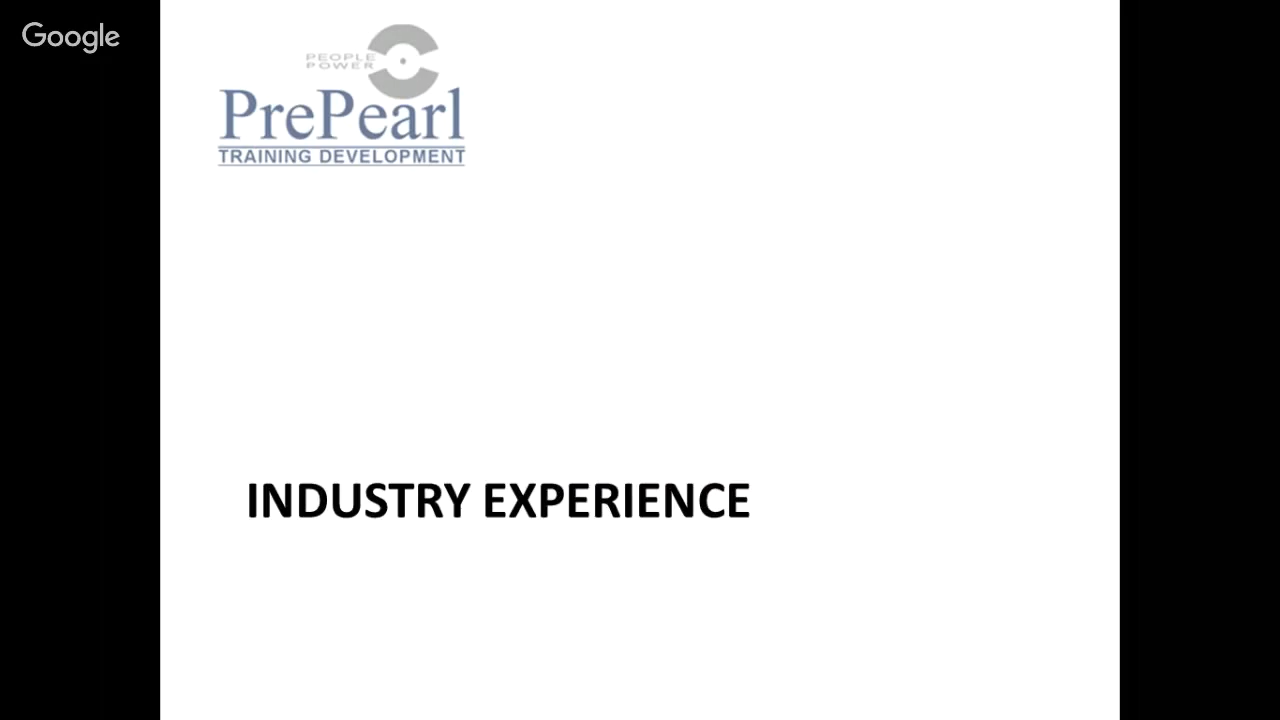 Google
PEOPLE
POWER
PrePearl
TRAINING DEVELOPMENT
INDUSTRY EXPERIENCE